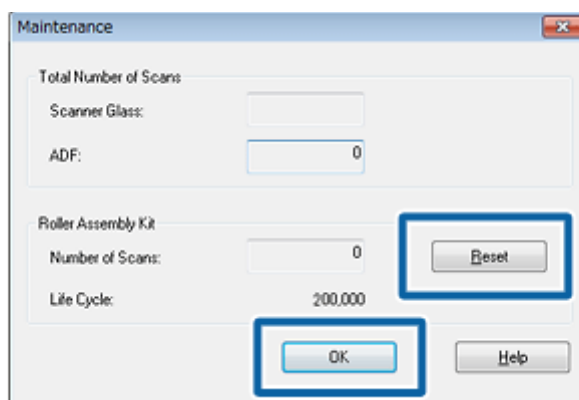 Maintenance
Total Number of Scans
Scanner Glass:
ADF: 0
Roller Assembly Kit
Number of Scans: 0 Reset
Life Cycle: 200,000
OK Help